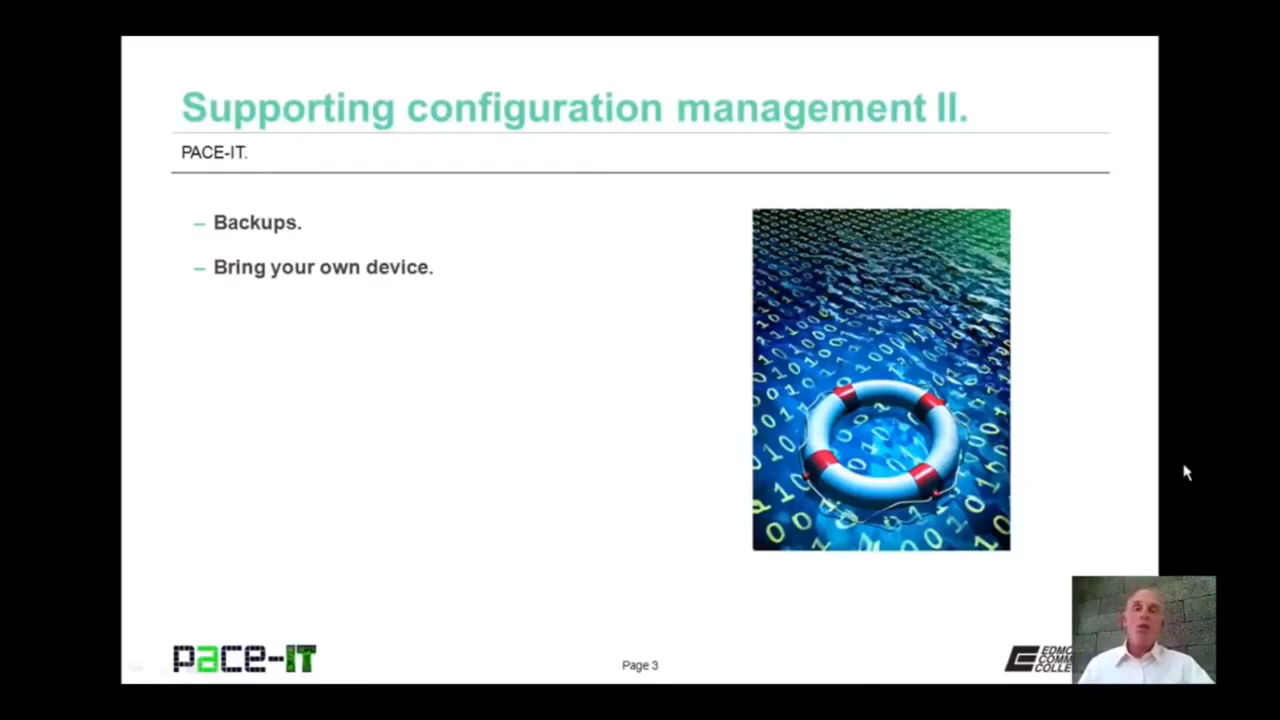 Supporting configuration management II.
PACE-IT.
– Backups.
– Bring your own device.
pace-IT
Page 3